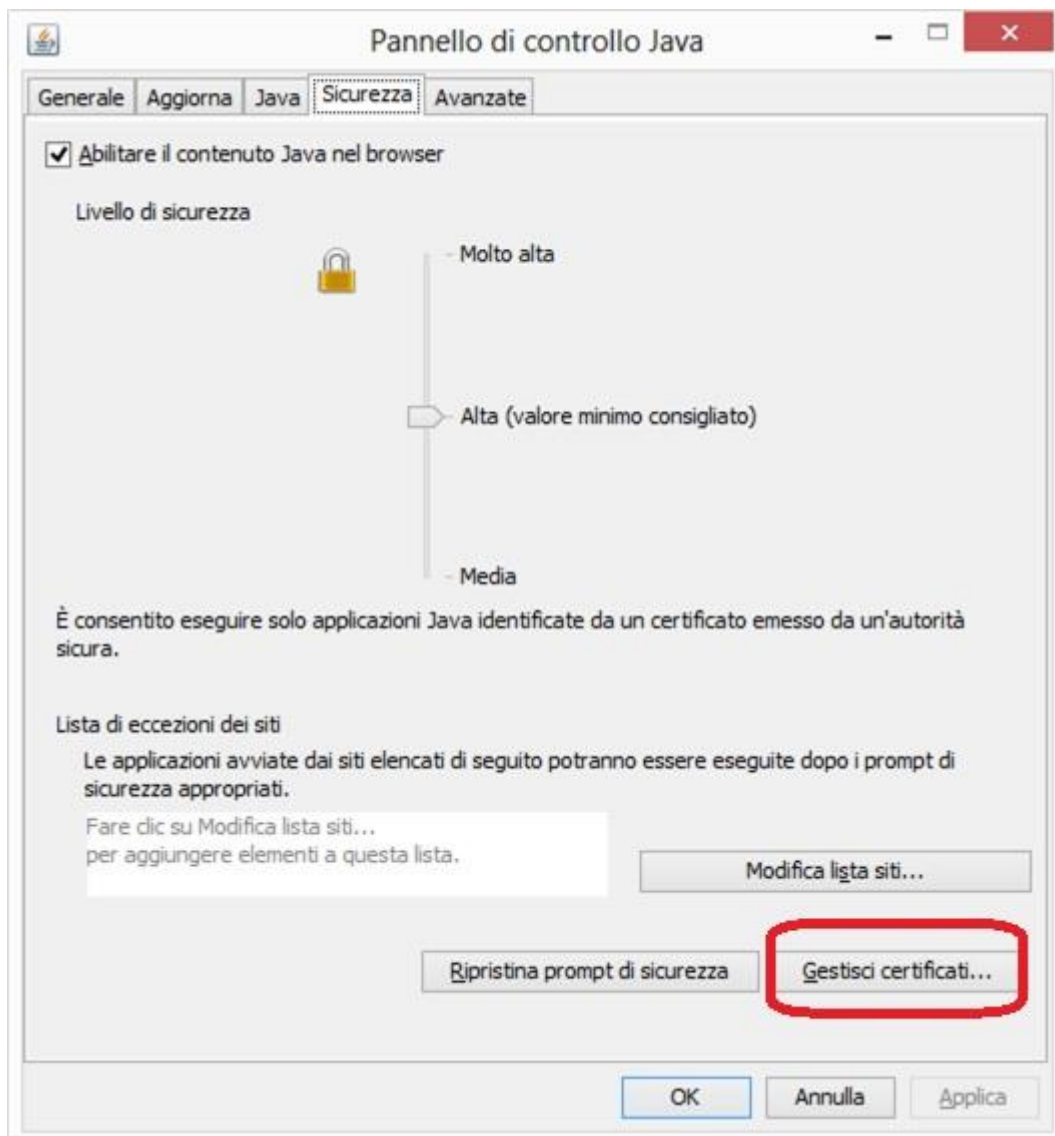 Pannello di controllo Java
Generale Aggiorna Java Sicurezza Avanzate
Abilitare il contenuto Java nel browser
Livello di sicurezza
Molto alta
Alta (valore minimo consigliato)
Media
È consentito eseguire solo applicazioni Java identificate da un certificato emesso da un'autorità
sicura.
Lista di eccezioni dei siti
Le applicazioni avviate dai siti elencati di seguito potranno essere eseguite dopo i prompt di
sicurezza appropriati.
Fare clic su Modifica lista siti...
per aggiungere elementi a questa lista.
Modifica lista siti...
Ripristina prompt di sicurezza Gestisci certificati...
OK Annulla Applica